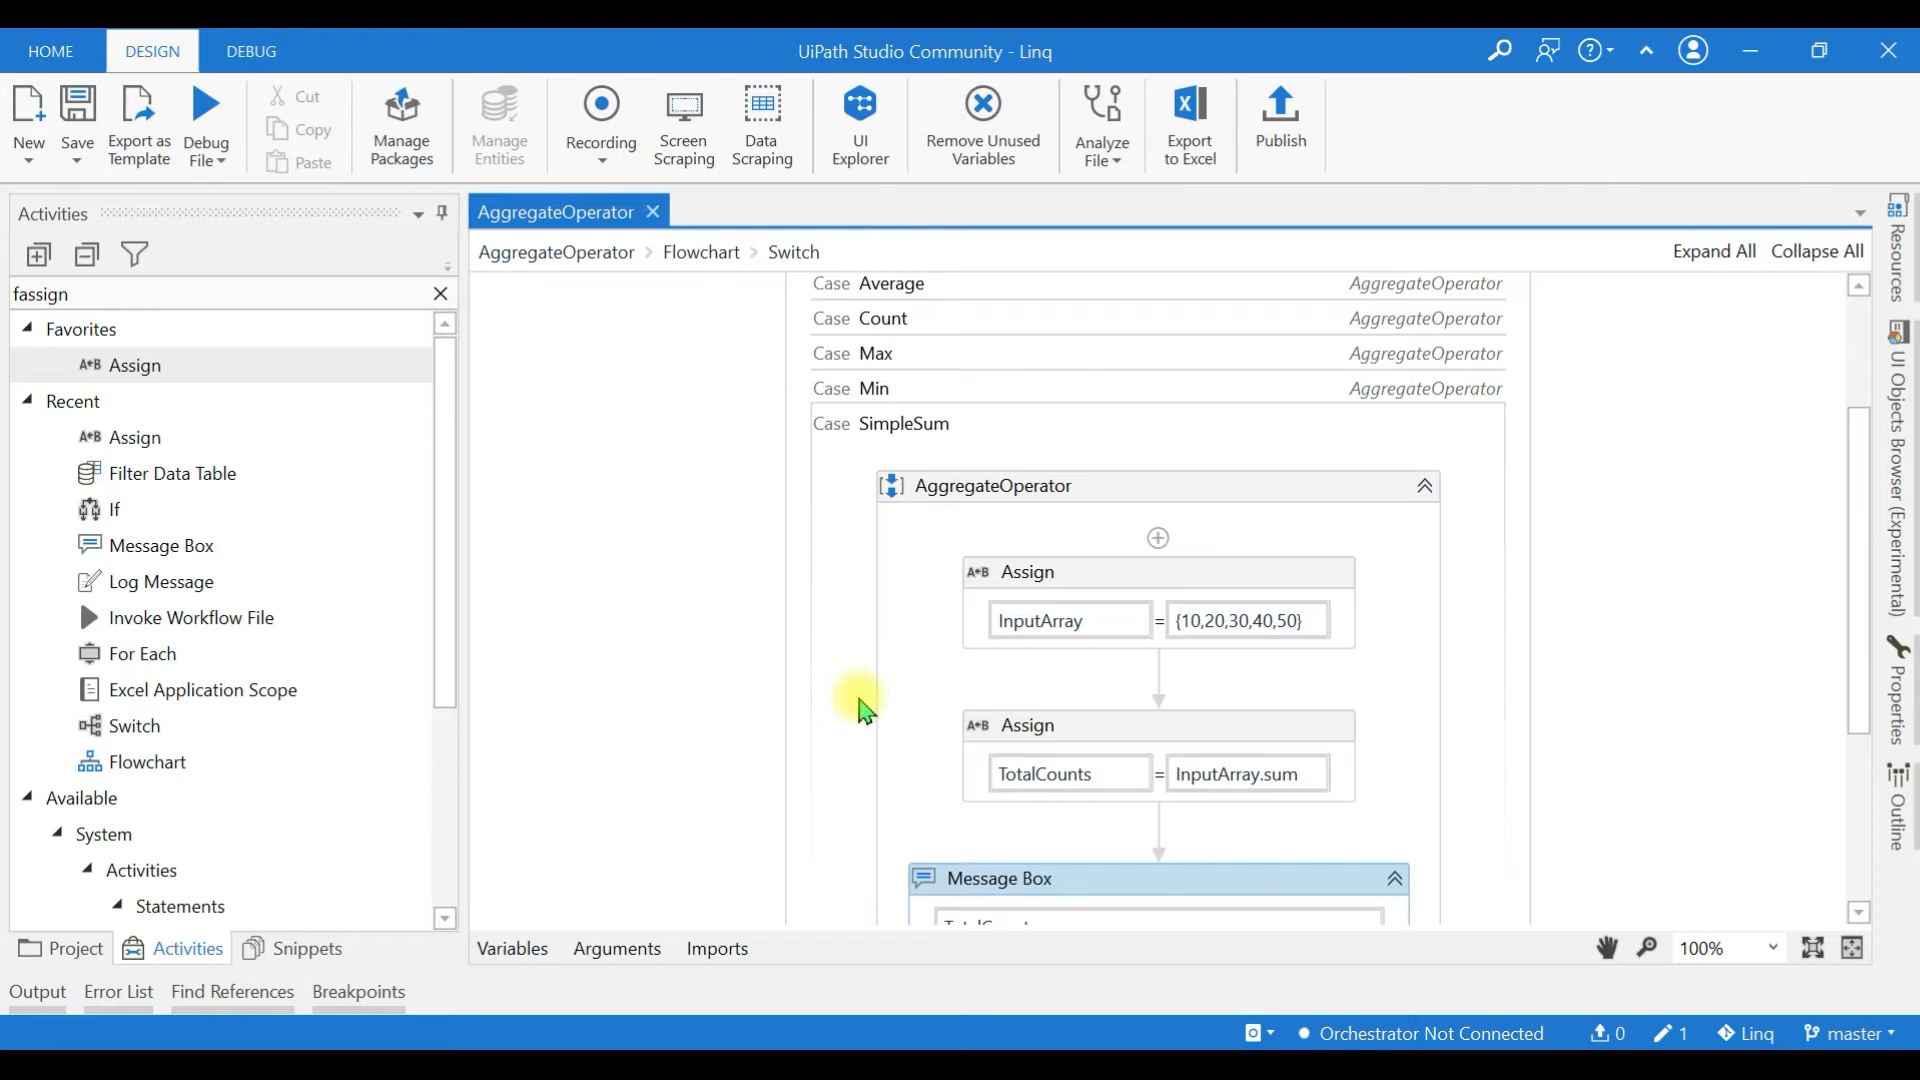 HOME DESIGN DEBUG UiPath Studio Community - Linq
New Save Export as Template Debug File Cut Copy Paste Manage Packages Manage Entities Recording Screen Scraping Data Scraping UI Explorer Remove Unused Variables Analyze File Export to Excel Publish
Activities
fassign
Favorites
A+B Assign
Recent
A+B Assign
Filter Data Table
If
Message Box
Log Message
Invoke Workflow File
For Each
Excel Application Scope
Switch
Flowchart
Available
System
Activities
Statements
Project Activities Snippets
AggregateOperator
AggregateOperator > Flowchart > Switch Expand All Collapse All
Case Average AggregateOperator
Case Count AggregateOperator
Case Max AggregateOperator
Case Min AggregateOperator
Case SimpleSum
AggregateOperator
A+B Assign
InputArray = {10,20,30,40,50}
A+B Assign
TotalCounts = InputArray.sum
Message Box
Variables Arguments Imports 100%
Resources
UI Objects Browser (Experimental)
Properties
Outline
Output Error List Find References Breakpoints
Orchestrator Not Connected 0 1 Linq master